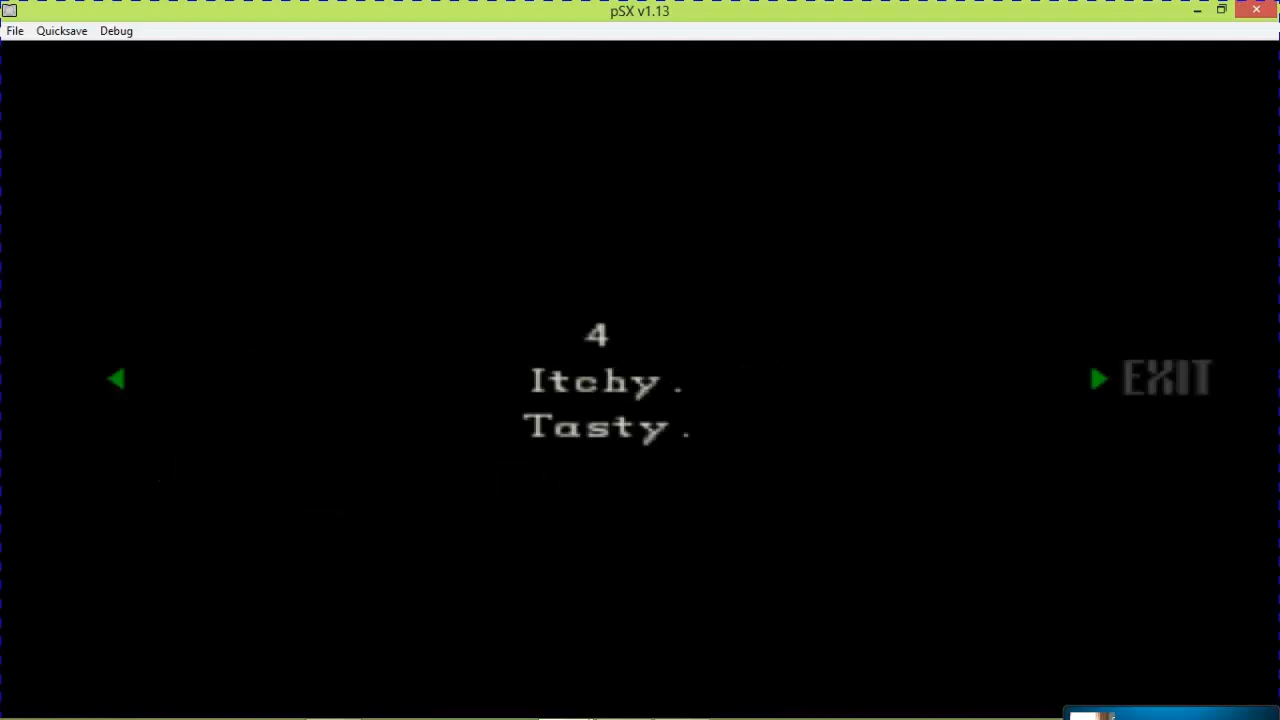 pSX v1.13
File Quicksave Debug
4
Itchy.
Tasty.
EXIT